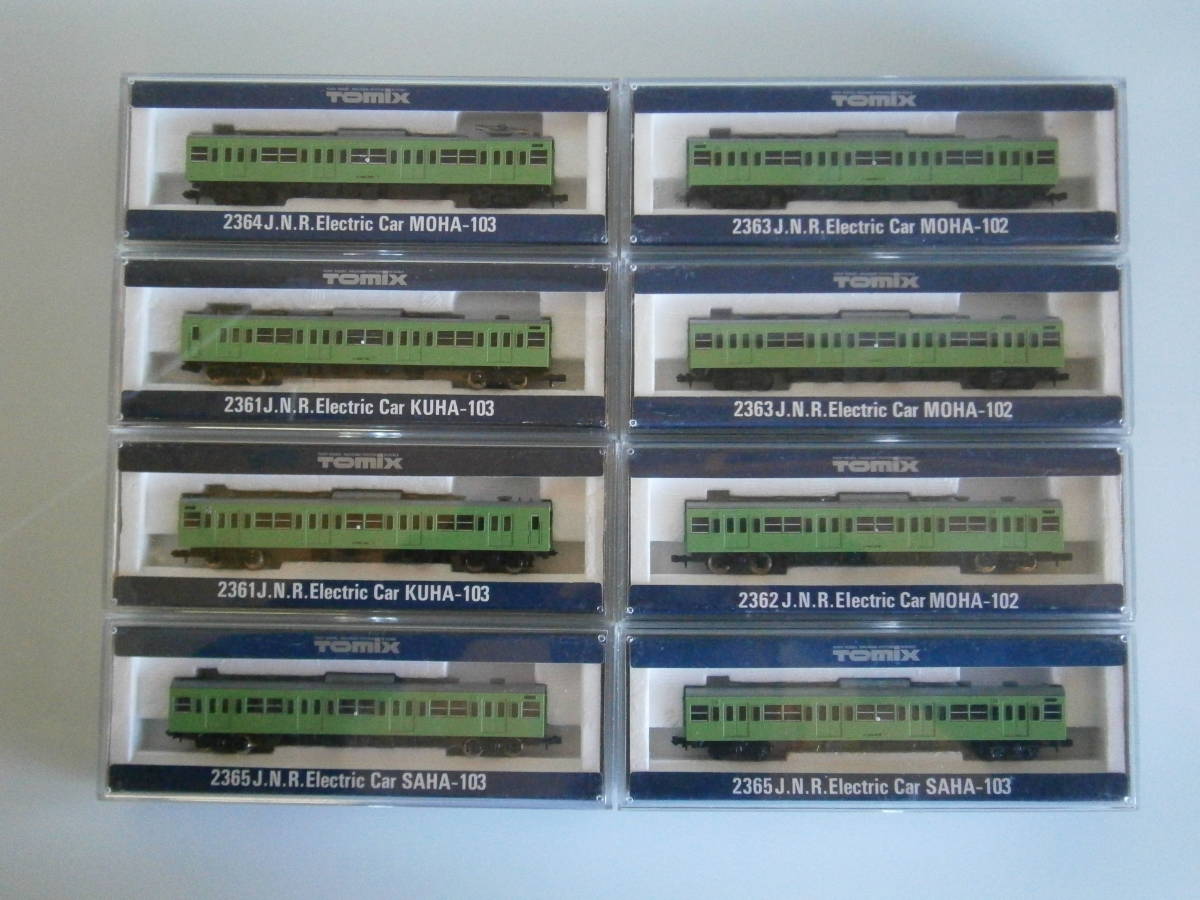 TOMIX
2364 J.N.R. Electric Car MOHA-103
TOMIX
2363 J.N.R. Electric Car MOHA-102
TOMIX
2361 J.N.R. Electric Car KUHA-103
TOMIX
2363 J.N.R. Electric Car MOHA-102
TOMIX
2361 J.N.R. Electric Car KUHA-103
TOMIX
2362 J.N.R. Electric Car MOHA-102
TOMIX
2365 J.N.R. Electric Car SAHA-103
TOMIX
2365 J.N.R. Electric Car SAHA-103